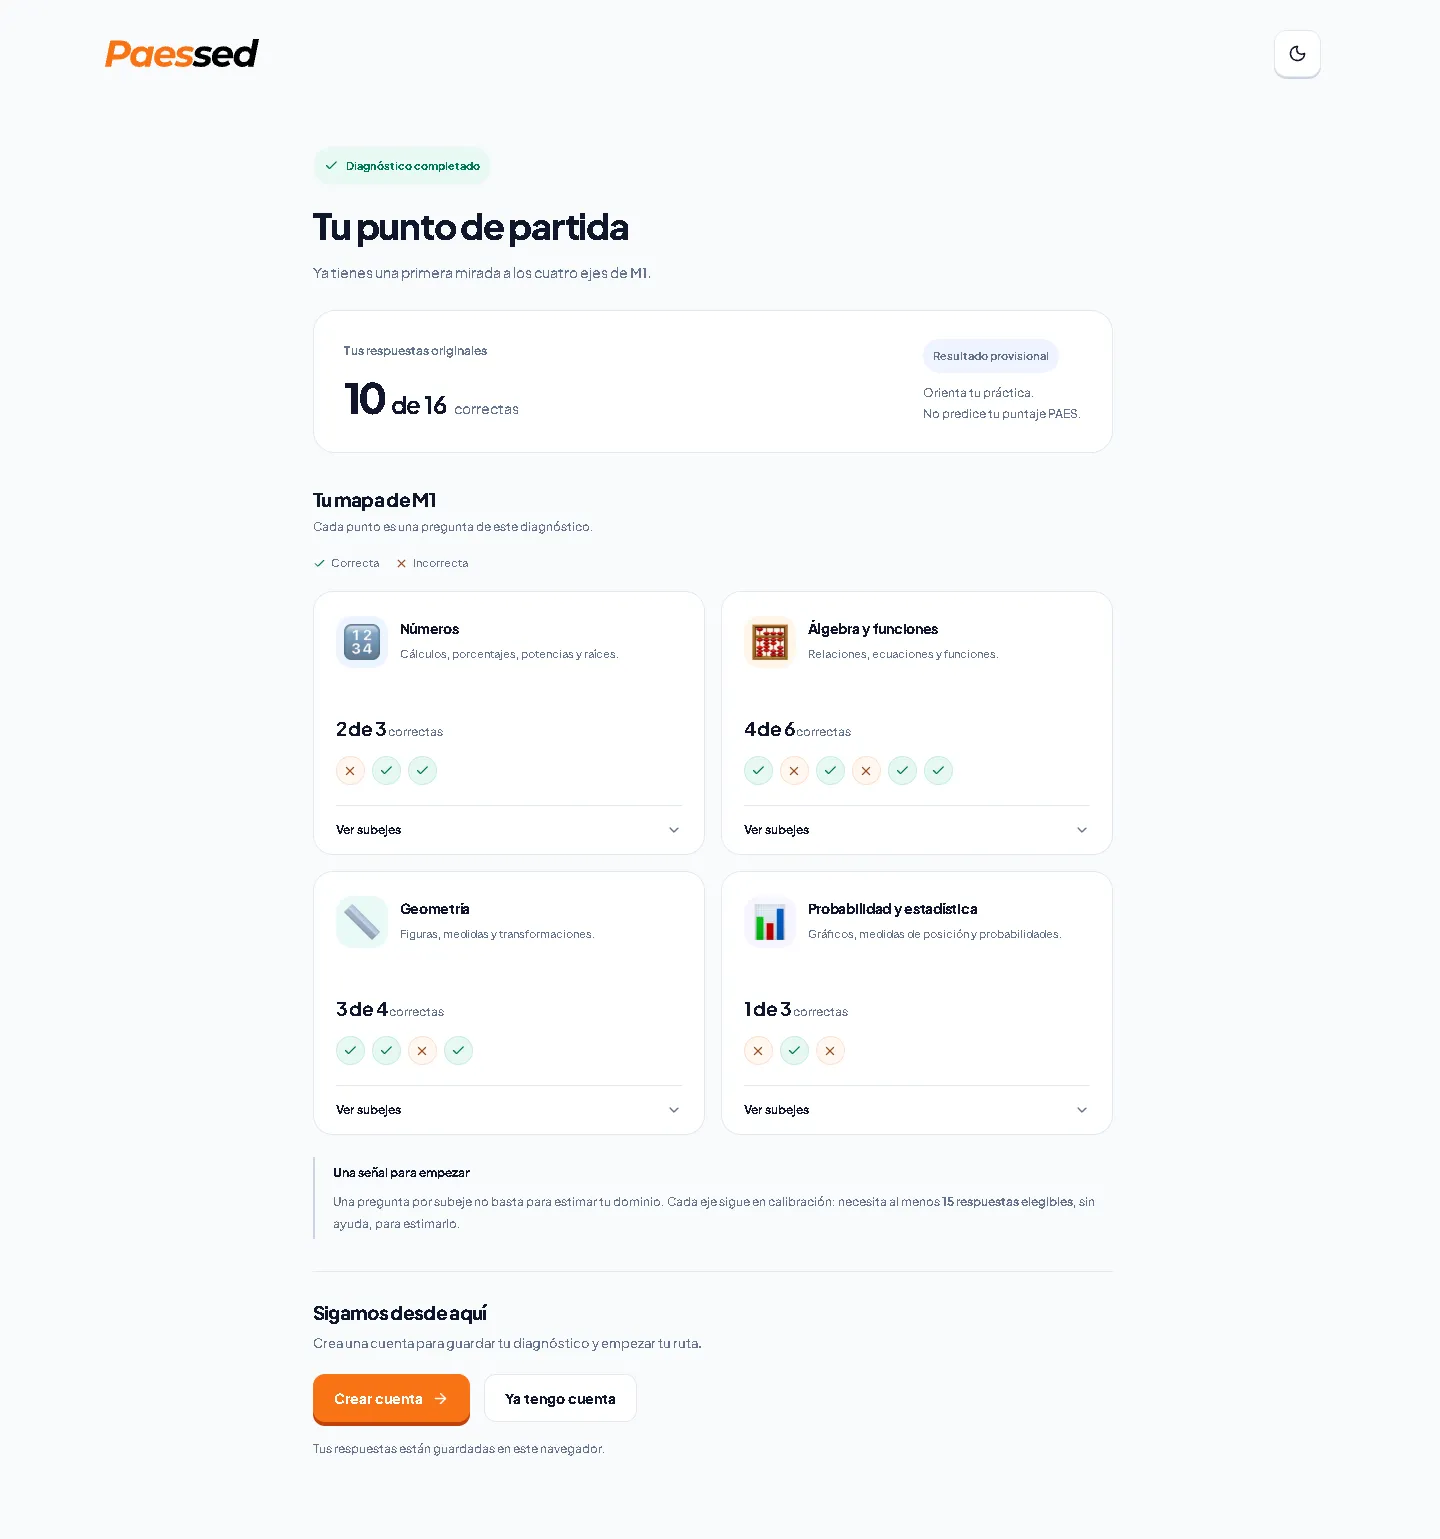 Paessed
Diagnóstico completado
Tu punto de partida
Ya tienes una primera mirada a los cuatro ejes de M1.
Tus respuestas originales
10 de 16 correctas
Resultado provisional
Orienta tu práctica.
No predice tu puntaje PAES.
Tu mapa de M1
Cada punto es una pregunta de este diagnóstico.
Correcta Incorrecta
1 2
3 4
Números
Cálculos, porcentajes, potencias y raíces.
2 de 3 correctas
Ver subejes
Álgebra y funciones
Relaciones, ecuaciones y funciones.
4 de 6 correctas
Ver subejes
Geometría
Figuras, medidas y transformaciones.
3 de 4 correctas
Ver subejes
Probabilidad y estadística
Gráficos, medidas de posición y probabilidades.
1 de 3 correctas
Ver subejes
Una señal para empezar
Una pregunta por subeje no basta para estimar tu dominio. Cada eje sigue en calibración: necesita al menos 15 respuestas elegibles, sin
ayuda, para estimarlo.
Sigamos desde aquí
Crea una cuenta para guardar tu diagnóstico y empezar tu ruta.
Crear cuenta
Ya tengo cuenta
Tus respuestas están guardadas en este navegador.